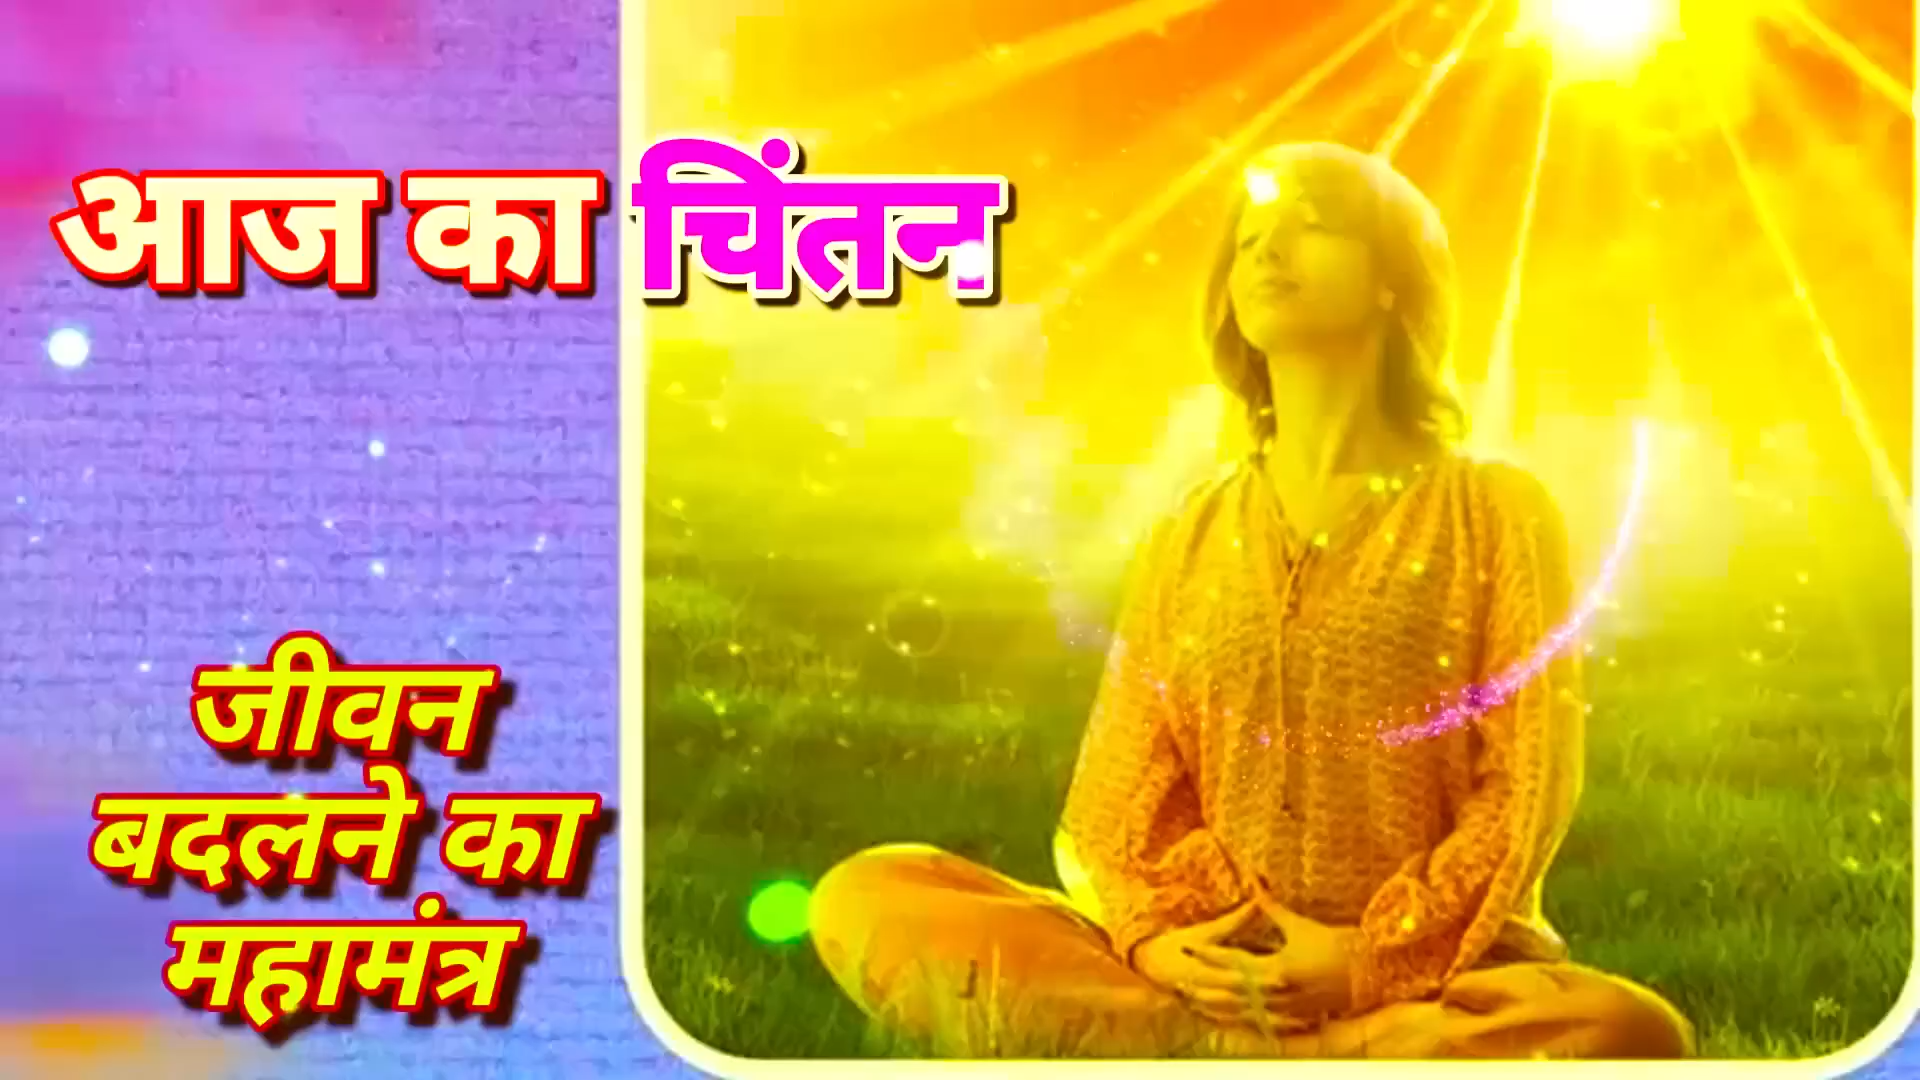 आज का चिंतन
जीवन
बदलने का
महामंत्र